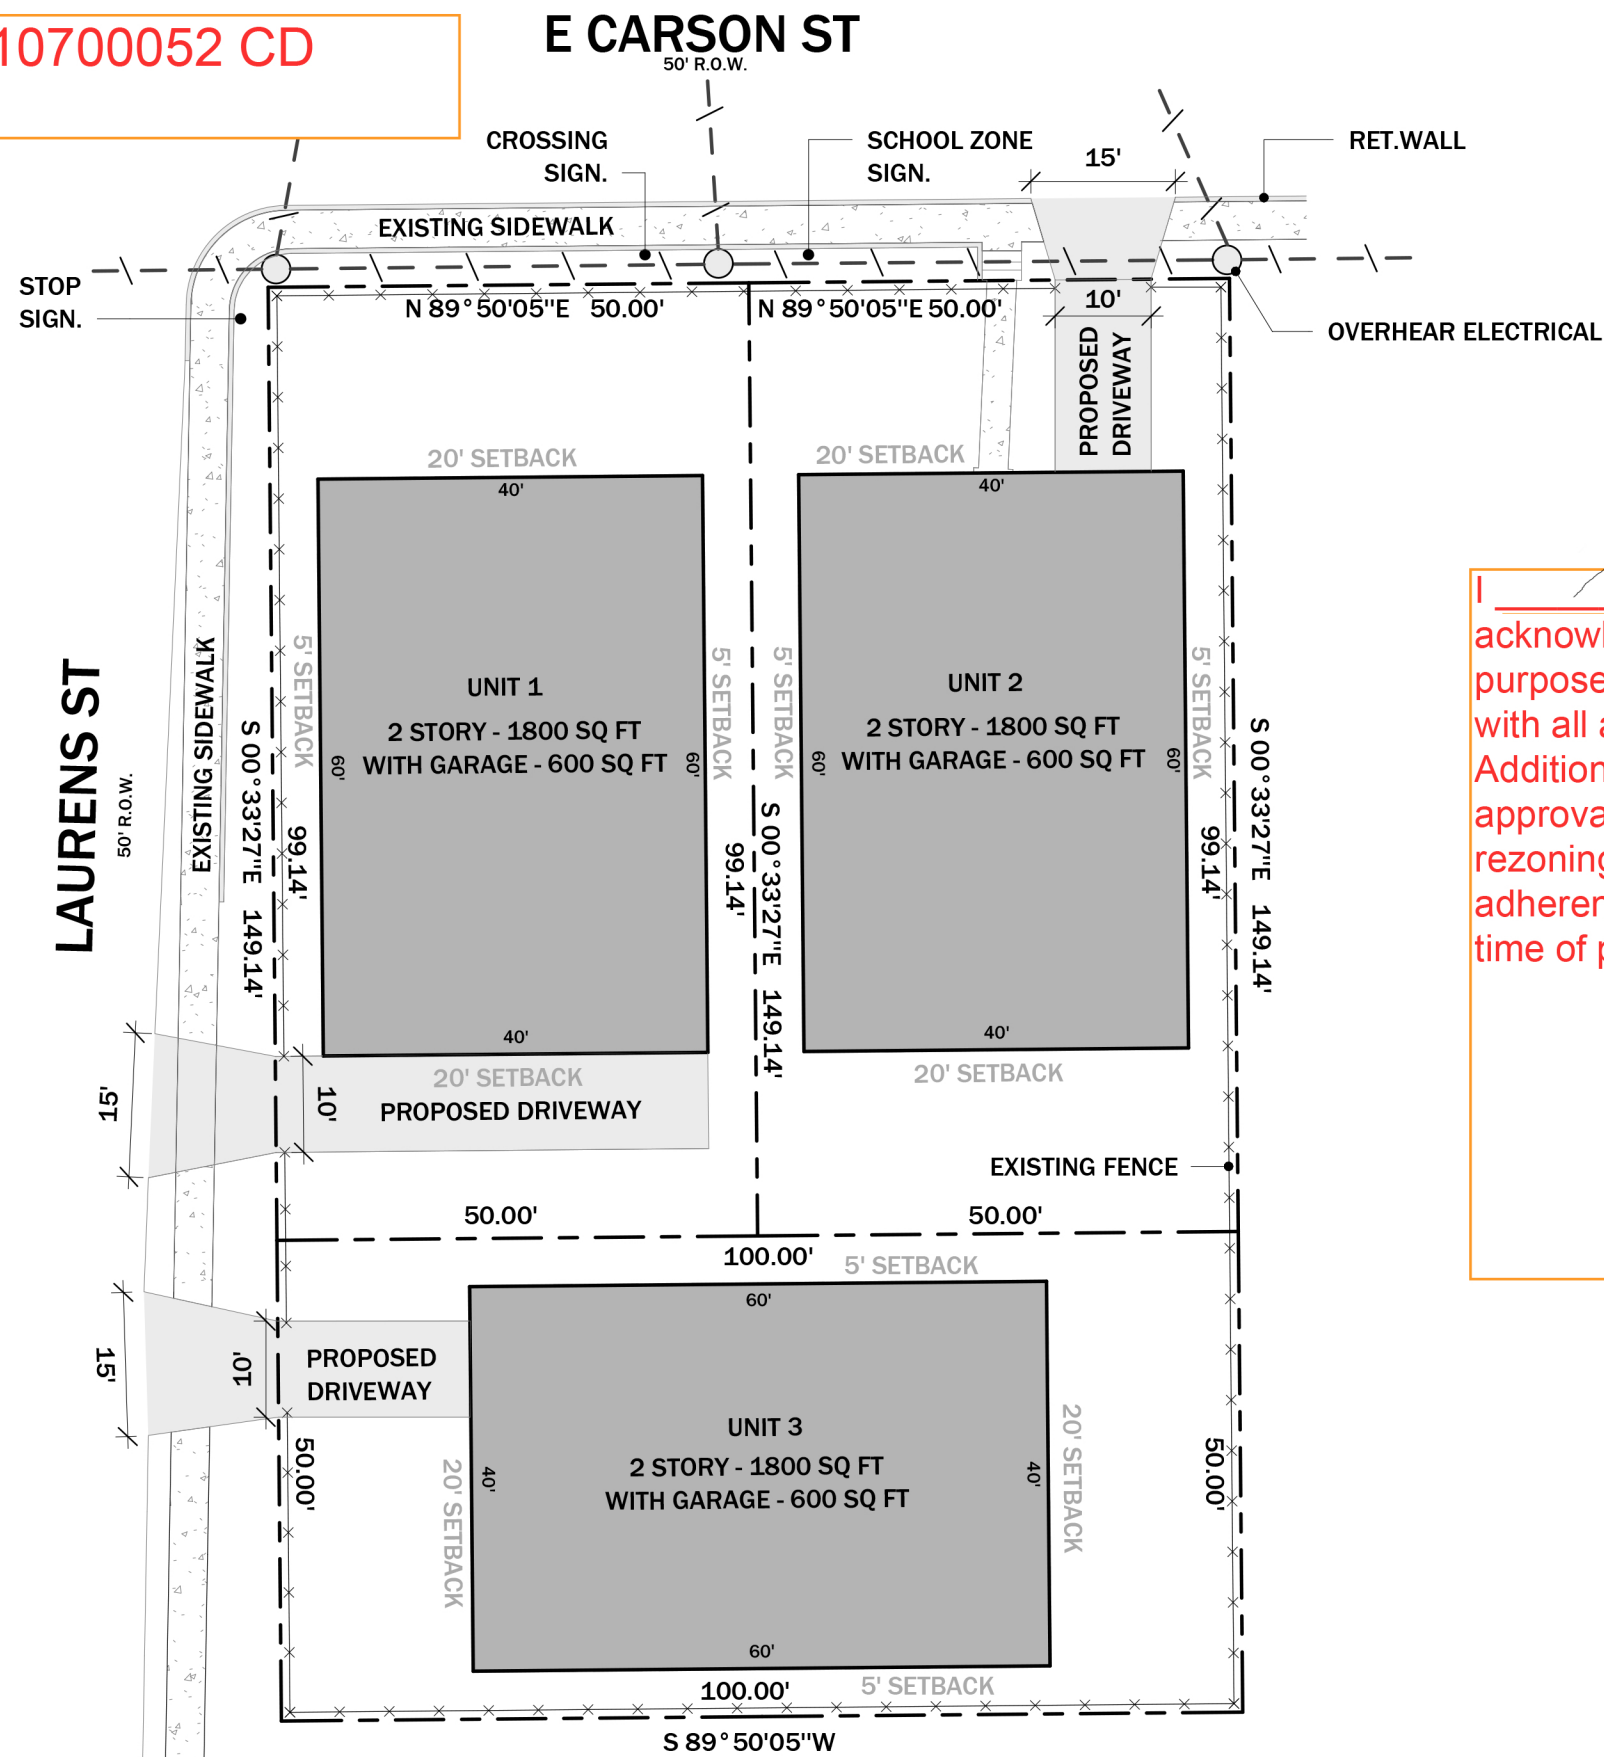 10700052 CD
E CARSON ST
50' R.O.W.
CROSSING
SIGN.
SCHOOL ZONE
SIGN.
15'
RET.WALL
EXISTING SIDEWALK
STOP
SIGN.
N 89°50'05"E 50.00'
N 89°50'05"E 50.00'
10'
OVERHEAR ELECTRICAL
PROPOSED
DRIVEWAY
20' SETBACK
20' SETBACK
40'
40'
LAURENS ST
50' R.O.W.
EXISTING SIDEWALK
S 00°33'27"E 149.14'
99.14'
5' SETBACK
60'
UNIT 1
2 STORY - 1800 SQ FT
WITH GARAGE - 600 SQ FT
60'
5' SETBACK
99.14'
S 00°33'27"E 149.14'
5' SETBACK
60'
UNIT 2
2 STORY - 1800 SQ FT
WITH GARAGE - 600 SQ FT
60'
5' SETBACK
99.14'
S 00°33'27"E 149.14'
I
purpose
with all
Addition
time of
40'
40'
20' SETBACK
20' SETBACK
15'
10'
PROPOSED DRIVEWAY
EXISTING FENCE
50.00'
50.00'
100.00'
5' SETBACK
60'
15'
10'
PROPOSED
DRIVEWAY
50.00'
20' SETBACK
40'
UNIT 3
2 STORY - 1800 SQ FT
WITH GARAGE - 600 SQ FT
40'
20' SETBACK
50.00'
60'
100.00'
5' SETBACK
S 89°50'05"W